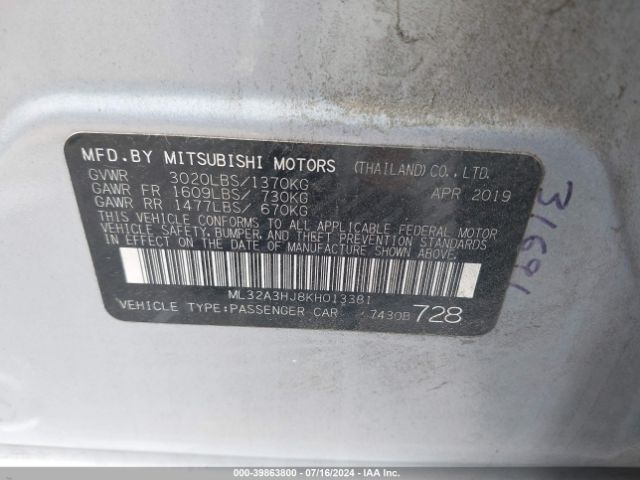 MFD.BY MITSUBISHI MOTORS (THAILAND) CO.,LTD.
GVWR 3020LBS/1370KG APR 2019
GAWR FR 1609LBS/ 730KG
GAWR RR 1477LBS/ 670KG
THIS VEHICLE CONFORMS TO ALL APPLICABLE FEDERAL MOTOR
VEHICLE SAFETY, BUMPER, AND THEFT PREVENTION STANDARDS
IN EFFECT ON THE DATE OF MANUFACTURE SHOWN ABOVE.
ML32A3HJ8KH013381
VEHICLE TYPE:PASSENGER CAR 7430B 728
31691
000-39863800 / 07/16/2024 - IAA Inc.